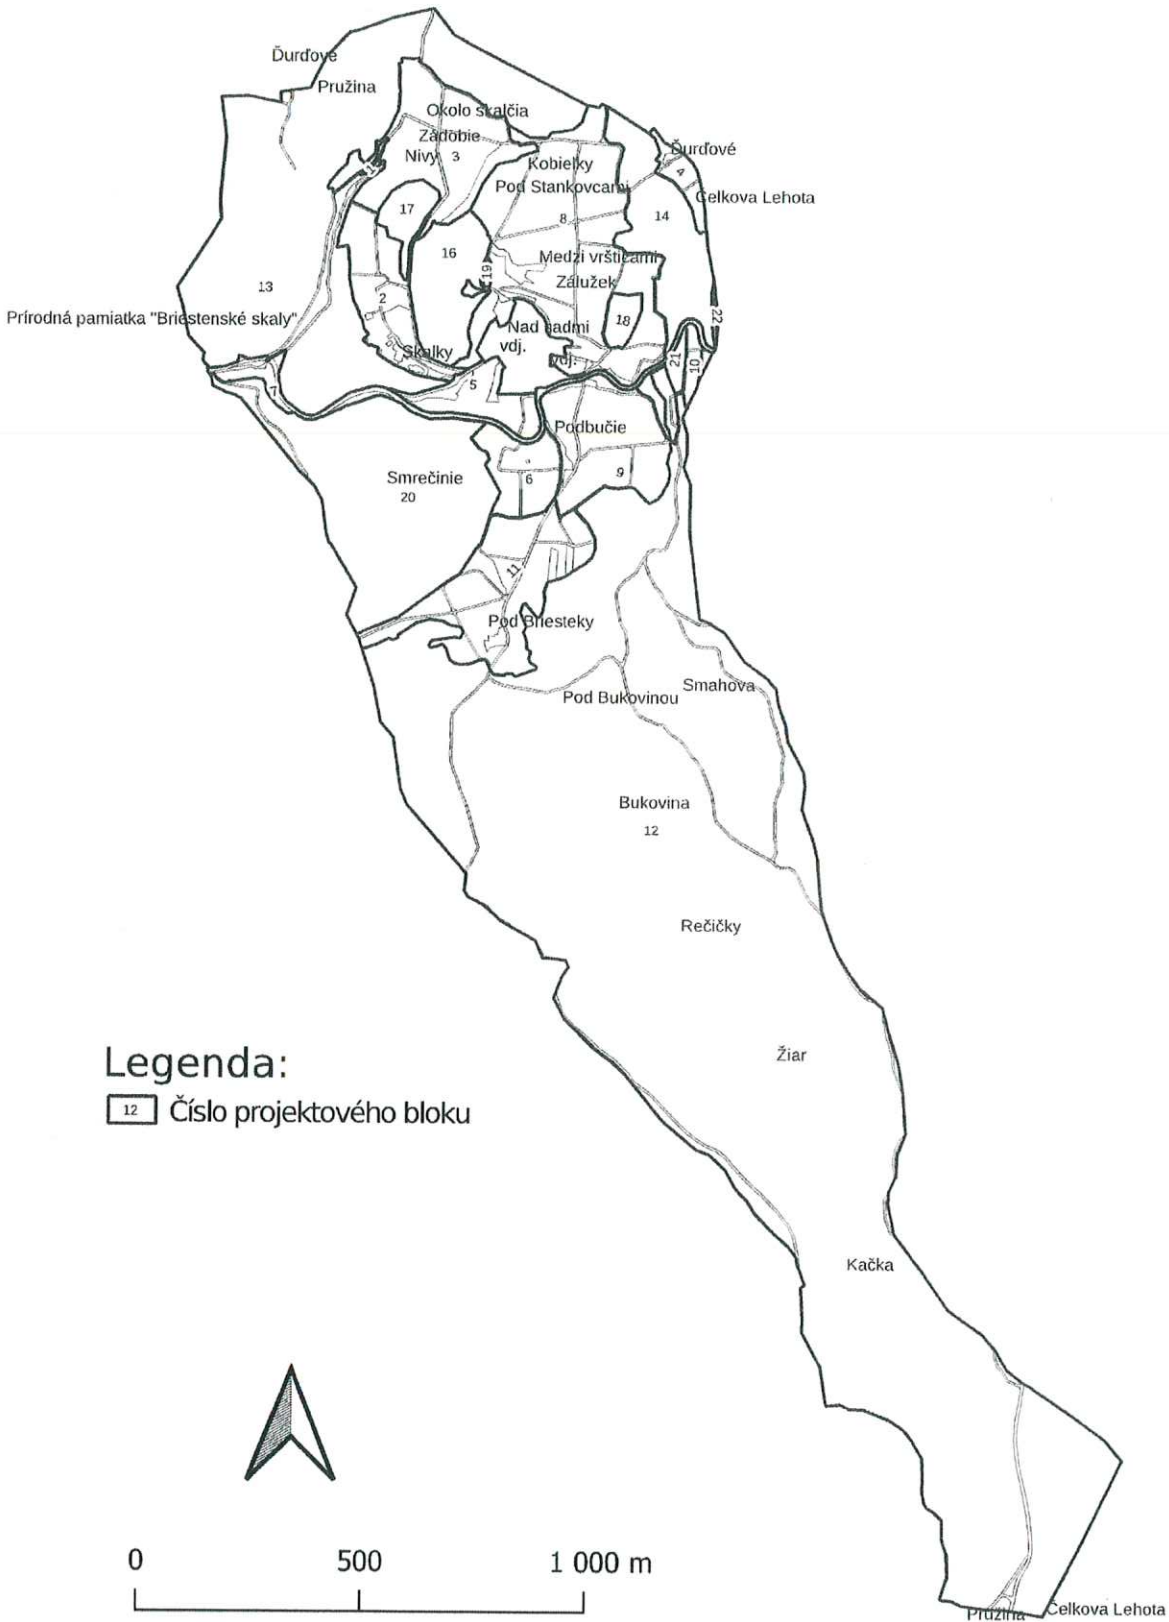 Ďurďové
Pružina
Okolo skalčia
Zádobie
Nivy
3
Kobielky
Ďurďové
4
Pod Stankovcami
Čelkova Lehota
17
8
14
16
Medzi vršticami
19
Zálužek
13
2
Prírodná pamiatka "Briestenské skaly"
18
22
Nad ňadmi
vdj.
vdj.
Skalky
21
10
5
7
Podbučie
Smrečinie
20
6
9
11
Pod Briesteky
Smahova
Pod Bukovinou
Bukovina
12
Rečičky
Žiar
Legenda:
12 Číslo projektového bloku
Kačka
0 500 1 000 m
Pružina
Čelkova Lehota